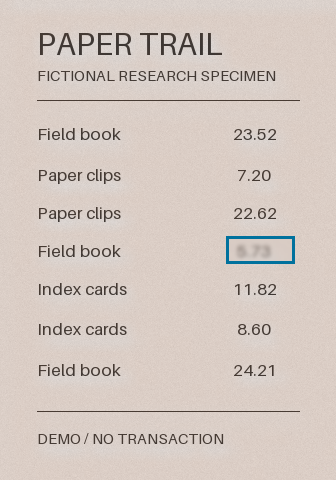 PAPER TRAIL
FICTIONAL RESEARCH SPECIMEN
Field book 23.52
Paper clips 7.20
Paper clips 22.62
Field book
Index cards 11.82
Index cards 8.60
Field book 24.21
DEMO / NO TRANSACTION